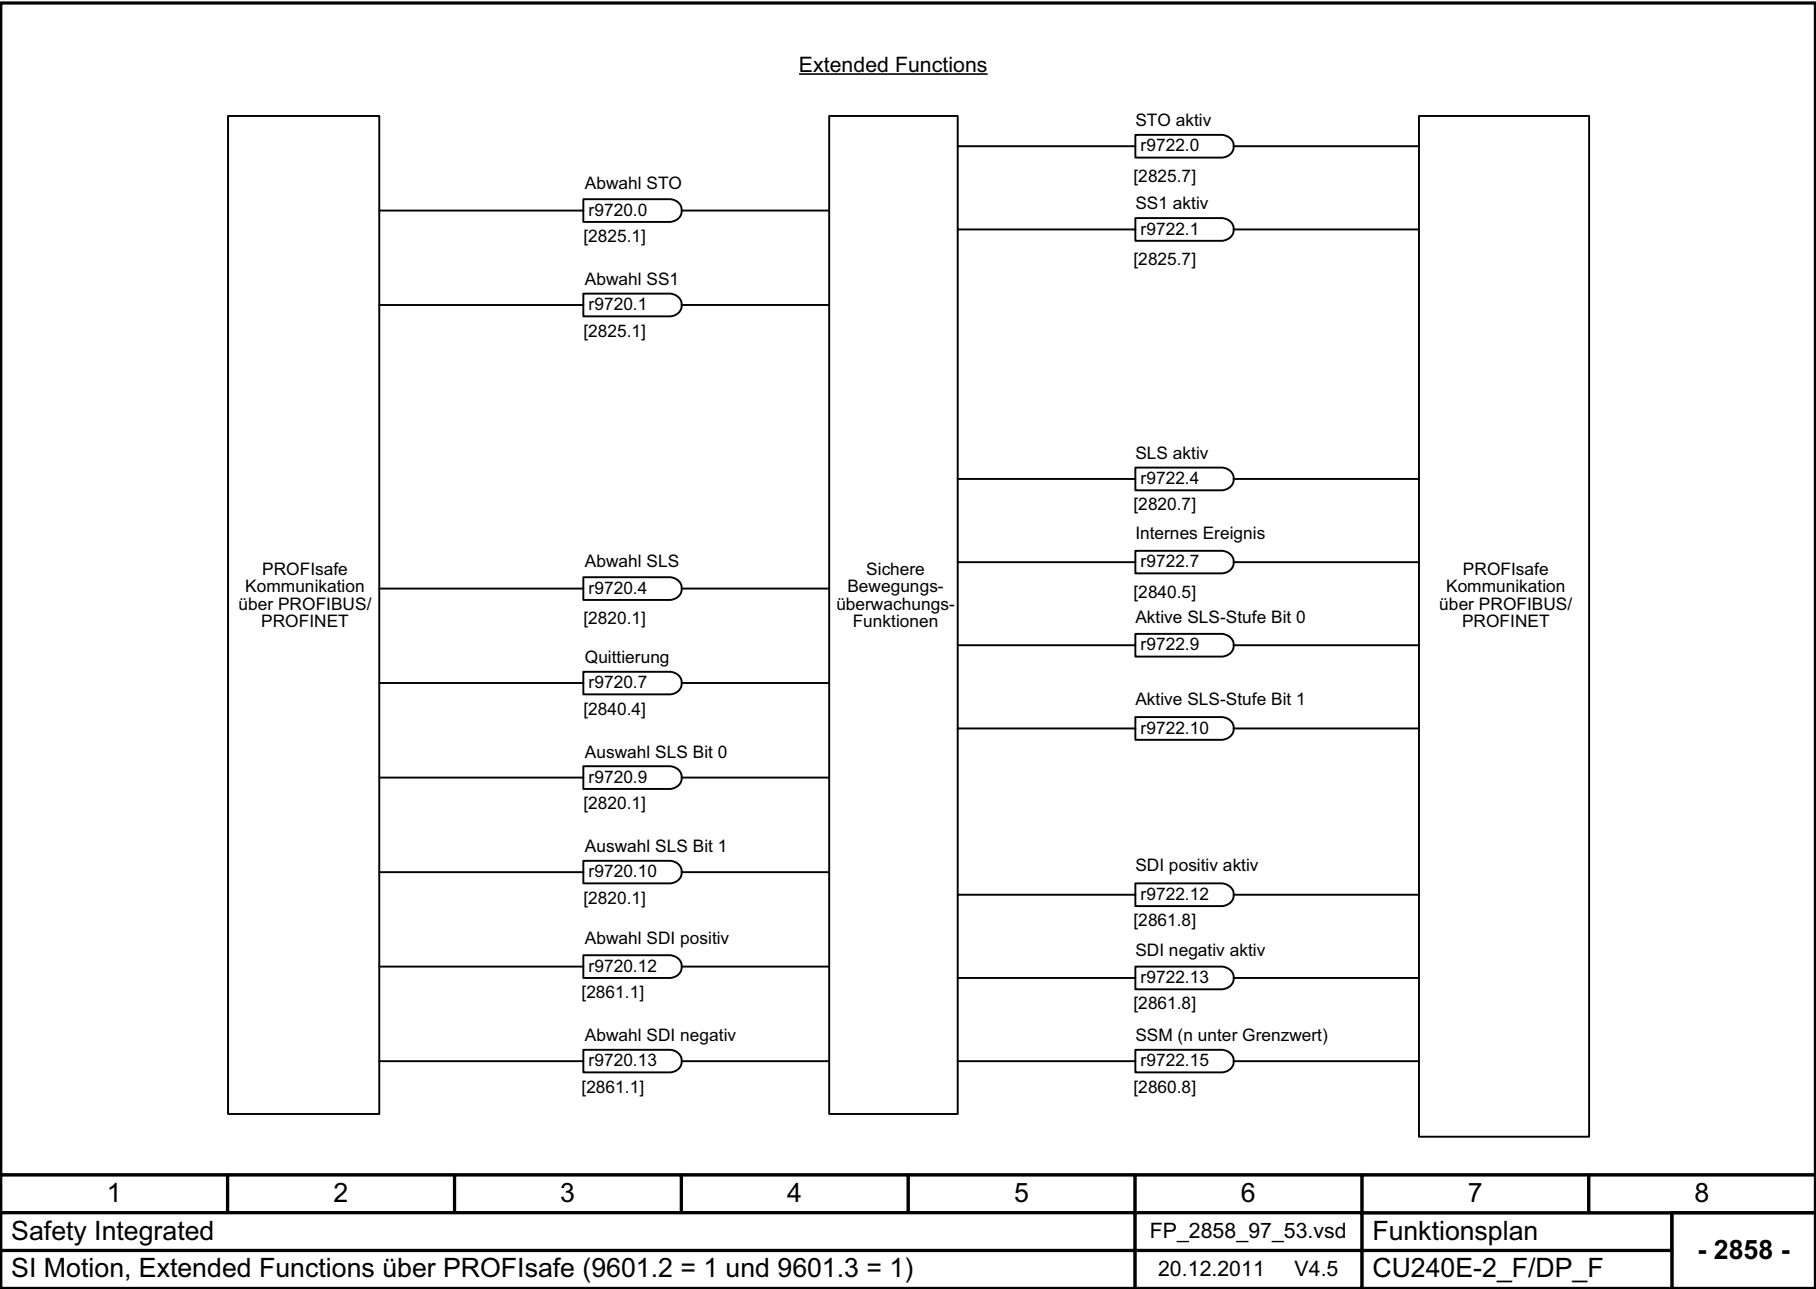 Extended Functions
PROFIsafe
Kommunikation
über PROFIBUS/
PROFINET
Abwahl STO
r9720.0
[2825.1]
Abwahl SS1
r9720.1
[2825.1]
Abwahl SLS
r9720.4
[2820.1]
Quittierung
r9720.7
[2840.4]
Auswahl SLS Bit 0
r9720.9
[2820.1]
Auswahl SLS Bit 1
r9720.10
[2820.1]
Abwahl SDI positiv
r9720.12
[2861.1]
Abwahl SDI negativ
r9720.13
[2861.1]
Sichere
Bewegungs-
überwachungs-
Funktionen
STO aktiv
r9722.0
[2825.7]
SS1 aktiv
r9722.1
[2825.7]
SLS aktiv
r9722.4
[2820.7]
Internes Ereignis
r9722.7
[2840.5]
Aktive SLS-Stufe Bit 0
r9722.9
Aktive SLS-Stufe Bit 1
r9722.10
SDI positiv aktiv
r9722.12
[2861.8]
SDI negativ aktiv
r9722.13
[2861.8]
SSM (n unter Grenzwert)
r9722.15
[2860.8]
PROFIsafe
Kommunikation
über PROFIBUS/
PROFINET
1 2 3 4 5 6 7 8
Safety Integrated
FP_2858_97_53.vsd
Funktionsplan
- 2858 -
SI Motion, Extended Functions über PROFIsafe (9601.2 = 1 und 9601.3 = 1)
20.12.2011 V4.5
CU240E-2_F/DP_F